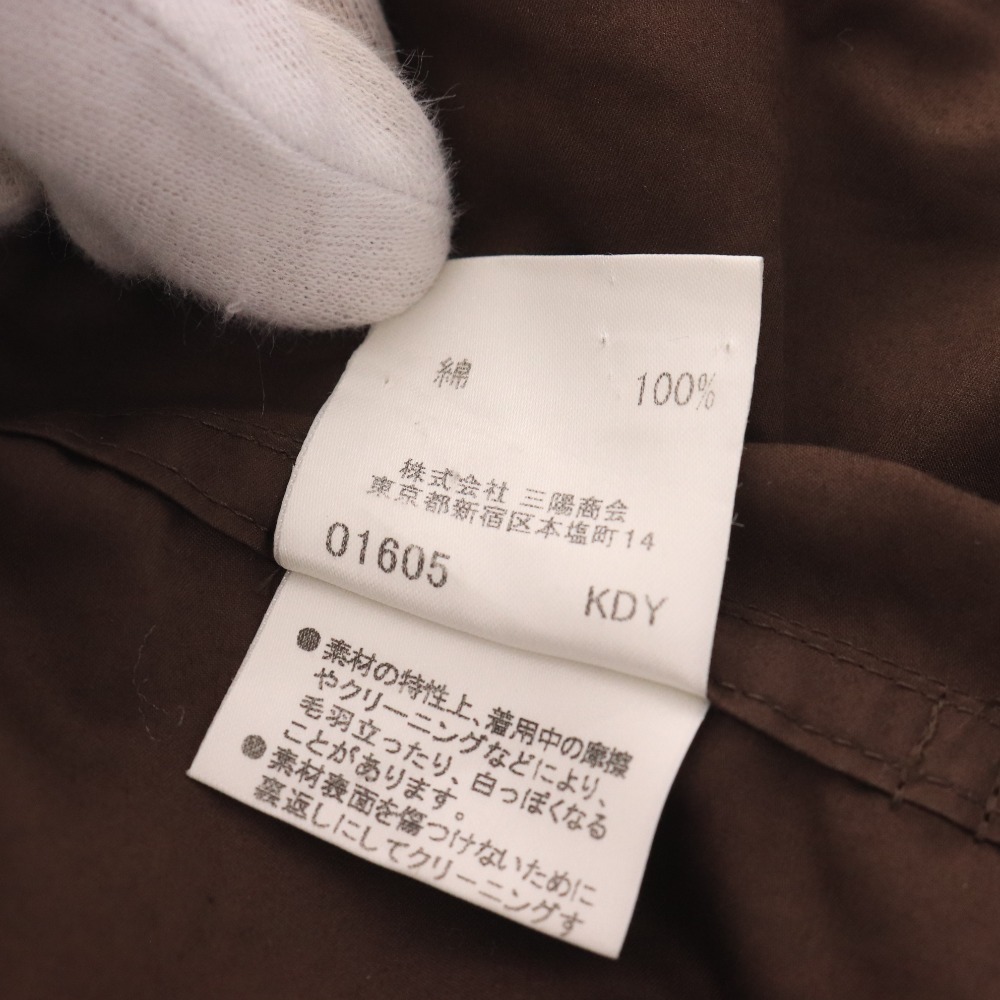 綿 100%
株式会社 三陽商会
東京都新宿区本塩町14
01605
KDY
●素材の特性上、着用中の摩擦
やクリーニングなどにより、
毛羽立ったり、白っぽくなる
ことがあります。
●素材表面を傷つけないために
裏返しにしてクリーニングす